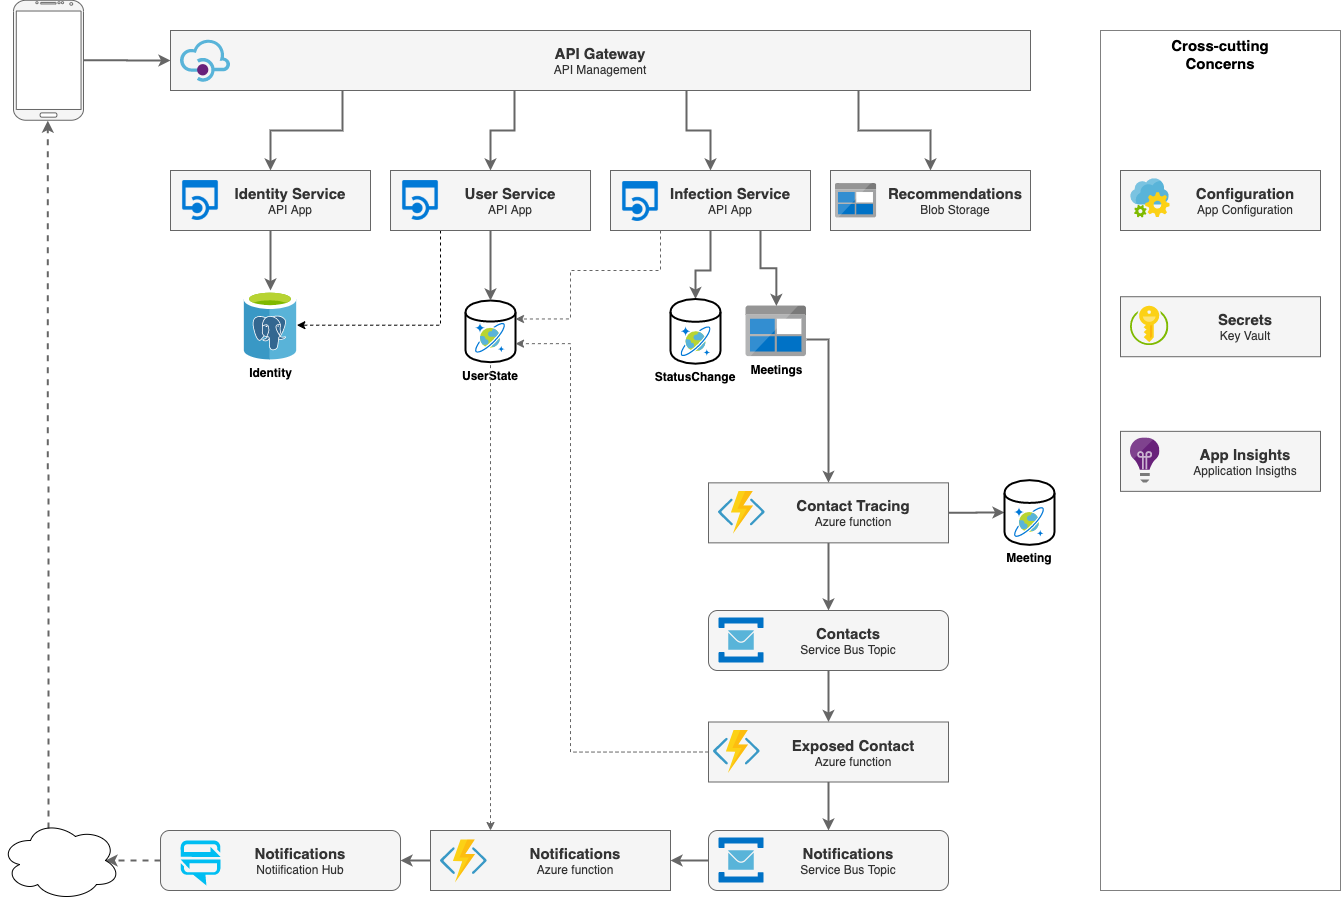 API Gateway
API Management
Cross-cutting
Concerns
Identity Service
API App
User Service
API App
Infection Service
API App
Recommendations
Blob Storage
Configuration
App Configuration
Identity
UserState
StatusChange
Meetings
Secrets
Key Vault
App Insights
Application Insigths
Contact Tracing
Azure function
Meeting
Contacts
Service Bus Topic
Exposed Contact
Azure function
Notifications
Notiification Hub
Notifications
Azure function
Notifications
Service Bus Topic